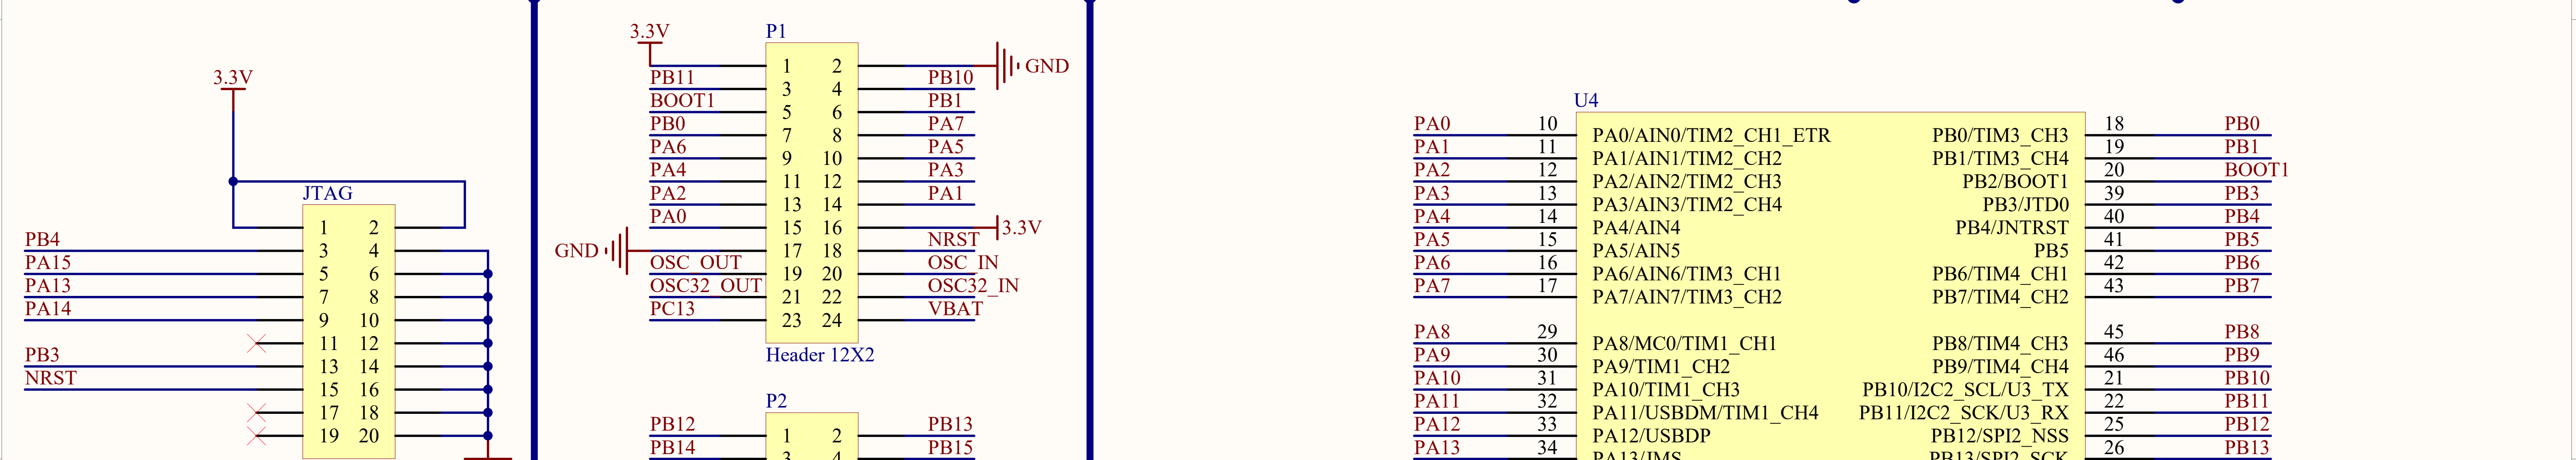 3.3V
JTAG
1 2
PB4 3 4
PA15 5 6
PA13 7 8
PA14 9 10
11 12
PB3 13 14
NRST 15 16
17 18
19 20
3.3V P1
1 2 GND
PB11 3 4 PB10
BOOT1 5 6 PB1
PB0 7 8 PA7
PA6 9 10 PA5
PA4 11 12 PA3
PA2 13 14 PA1
PA0 15 16 3.3V
GND 17 18 NRST
OSC_OUT 19 20 OSC_IN
OSC32_OUT 21 22 OSC32_IN
PC13 23 24 VBAT
Header 12X2
P2
PB12 1 2 PB13
PB14 3 4 PB15
U4
PA0 10 PA0/AIN0/TIM2_CH1_ETR PB0/TIM3_CH3 18 PB0
PA1 11 PA1/AIN1/TIM2_CH2 PB1/TIM3_CH4 19 PB1
PA2 12 PA2/AIN2/TIM2_CH3 PB2/BOOT1 20 BOOT1
PA3 13 PA3/AIN3/TIM2_CH4 PB3/JTD0 39 PB3
PA4 14 PA4/AIN4 PB4/JNTRST 40 PB4
PA5 15 PA5/AIN5 PB5 41 PB5
PA6 16 PA6/AIN6/TIM3_CH1 PB6/TIM4_CH1 42 PB6
PA7 17 PA7/AIN7/TIM3_CH2 PB7/TIM4_CH2 43 PB7
PA8 29 PA8/MC0/TIM1_CH1 PB8/TIM4_CH3 45 PB8
PA9 30 PA9/TIM1_CH2 PB9/TIM4_CH4 46 PB9
PA10 31 PA10/TIM1_CH3 PB10/I2C2_SCL/U3_TX 21 PB10
PA11 32 PA11/USBDM/TIM1_CH4 PB11/I2C2_SCK/U3_RX 22 PB11
PA12 33 PA12/USBDP PB12/SPI2_NSS 25 PB12
PA13 34 PA13/JMS PB13/SPI2_SCK 26 PB13